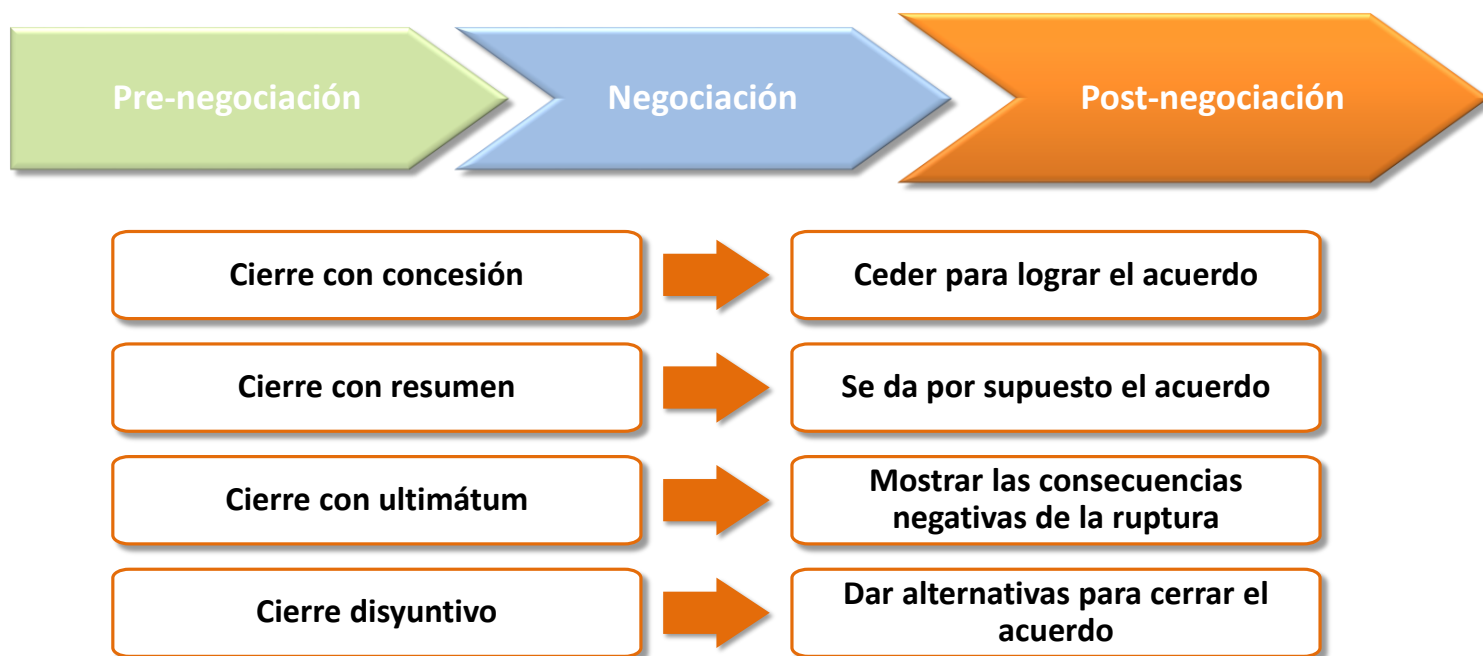 Pre-negociación
Negociación
Post-negociación
Cierre con concesión
Ceder para lograr el acuerdo
Cierre con resumen
Se da por supuesto el acuerdo
Cierre con ultimátum
Mostrar las consecuencias
negativas de la ruptura
Cierre disyuntivo
Dar alternativas para cerrar el
acuerdo